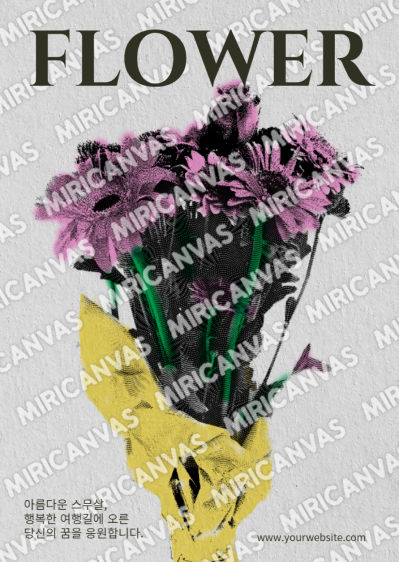 FLOWER
아름다운 스무살,
행복한 여행길에 오른
당신의 꿈을 응원합니다.
www.yourwebsite.com
MIRICANVAS